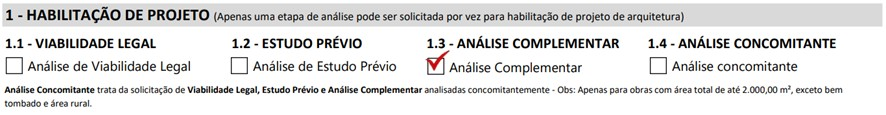 1 - HABILITAÇÃO DE PROJETO (Apenas uma etapa de análise pode ser solicitada por vez para habilitação de projeto de arquitetura)
1.1 - VIABILIDADE LEGAL 1.2 - ESTUDO PRÉVIO 1.3 - ANÁLISE COMPLEMENTAR 1.4 - ANÁLISE CONCOMITANTE
Análise de Viabilidade Legal Análise de Estudo Prévio Análise Complementar Análise concomitante
Análise Concomitante trata da solicitação de Viabilidade Legal, Estudo Prévio e Análise Complementar analisadas concomitantemente - Obs: Apenas para obras com área total de até 2.000,00 m², exceto bem
tombado e área rural.